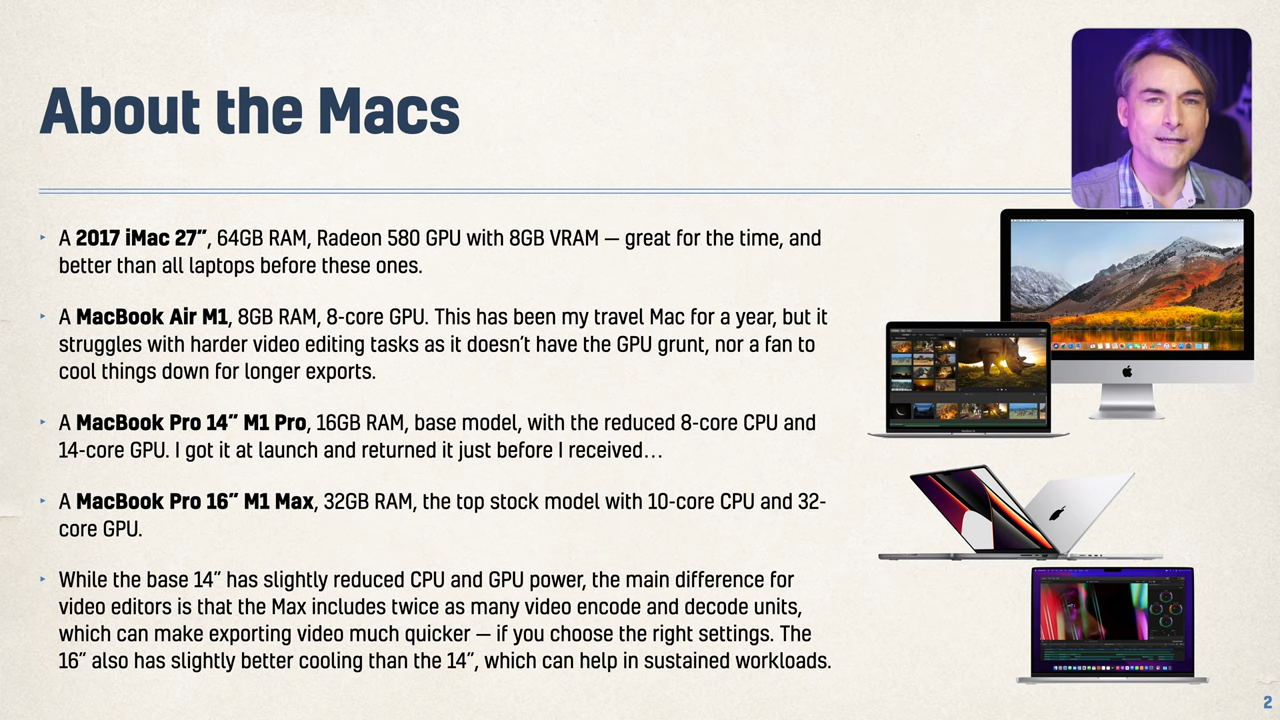 About the Macs
‣ A 2017 iMac 27”, 64GB RAM, Radeon 580 GPU with 8GB VRAM — great for the time, and
better than all laptops before these ones.
‣ A MacBook Air M1, 8GB RAM, 8-core GPU. This has been my travel Mac for a year, but it
struggles with harder video editing tasks as it doesn’t have the GPU grunt, nor a fan to
cool things down for longer exports.
‣ A MacBook Pro 14” M1 Pro, 16GB RAM, base model, with the reduced 8-core CPU and
14-core GPU. I got it at launch and returned it just before I received…
‣ A MacBook Pro 16” M1 Max, 32GB RAM, the top stock model with 10-core CPU and 32-
core GPU.
‣ While the base 14” has slightly reduced CPU and GPU power, the main difference for
video editors is that the Max includes twice as many video encode and decode units,
which can make exporting video much quicker — if you choose the right settings. The
16” also has slightly better cooling than the 14”, which can help in sustained workloads.
2